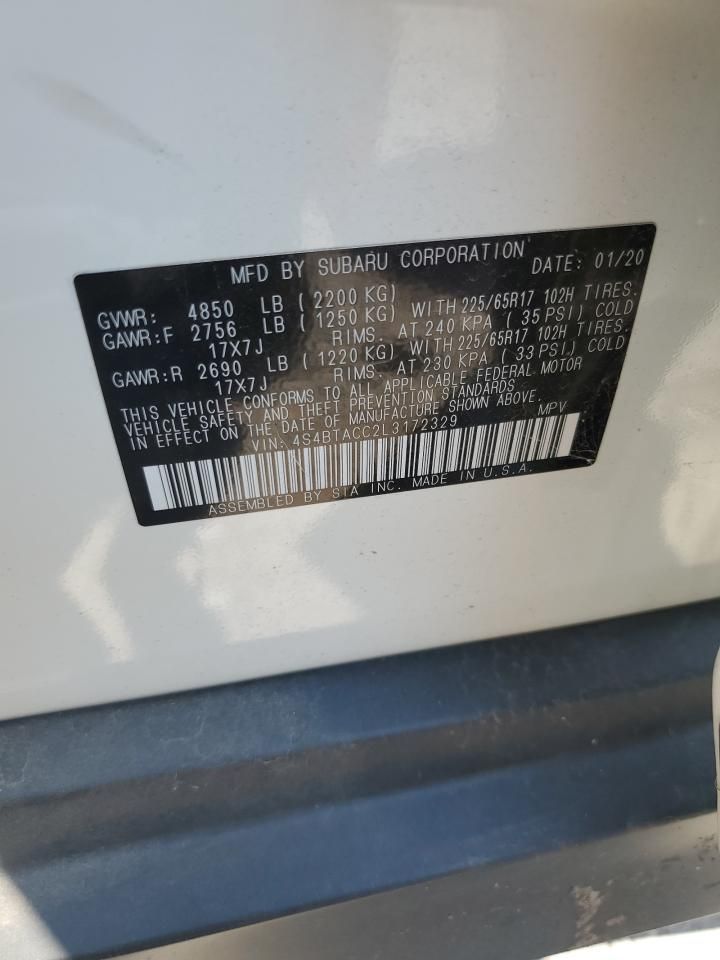 MFD BY SUBARU CORPORATION DATE: 01/20
GVWR: 4850 LB (2200 KG)
GAWR:F 2756 LB (1250 KG) WITH 225/65R17 102H TIRES.
17X7J RIMS. AT 240 KPA (35 PSI) COLD
GAWR:R 2690 LB (1220 KG) WITH 225/65R17 102H TIRES.
17X7J RIMS. AT 230 KPA (33 PSI) COLD
THIS VEHICLE CONFORMS TO ALL APPLICABLE FEDERAL MOTOR
VEHICLE SAFETY AND THEFT PREVENTION STANDARDS
IN EFFECT ON THE DATE OF MANUFACTURE SHOWN ABOVE.
VIN: 4S4BTACC2L3172329 MPV
ASSEMBLED BY SIA INC. MADE IN U.S.A.